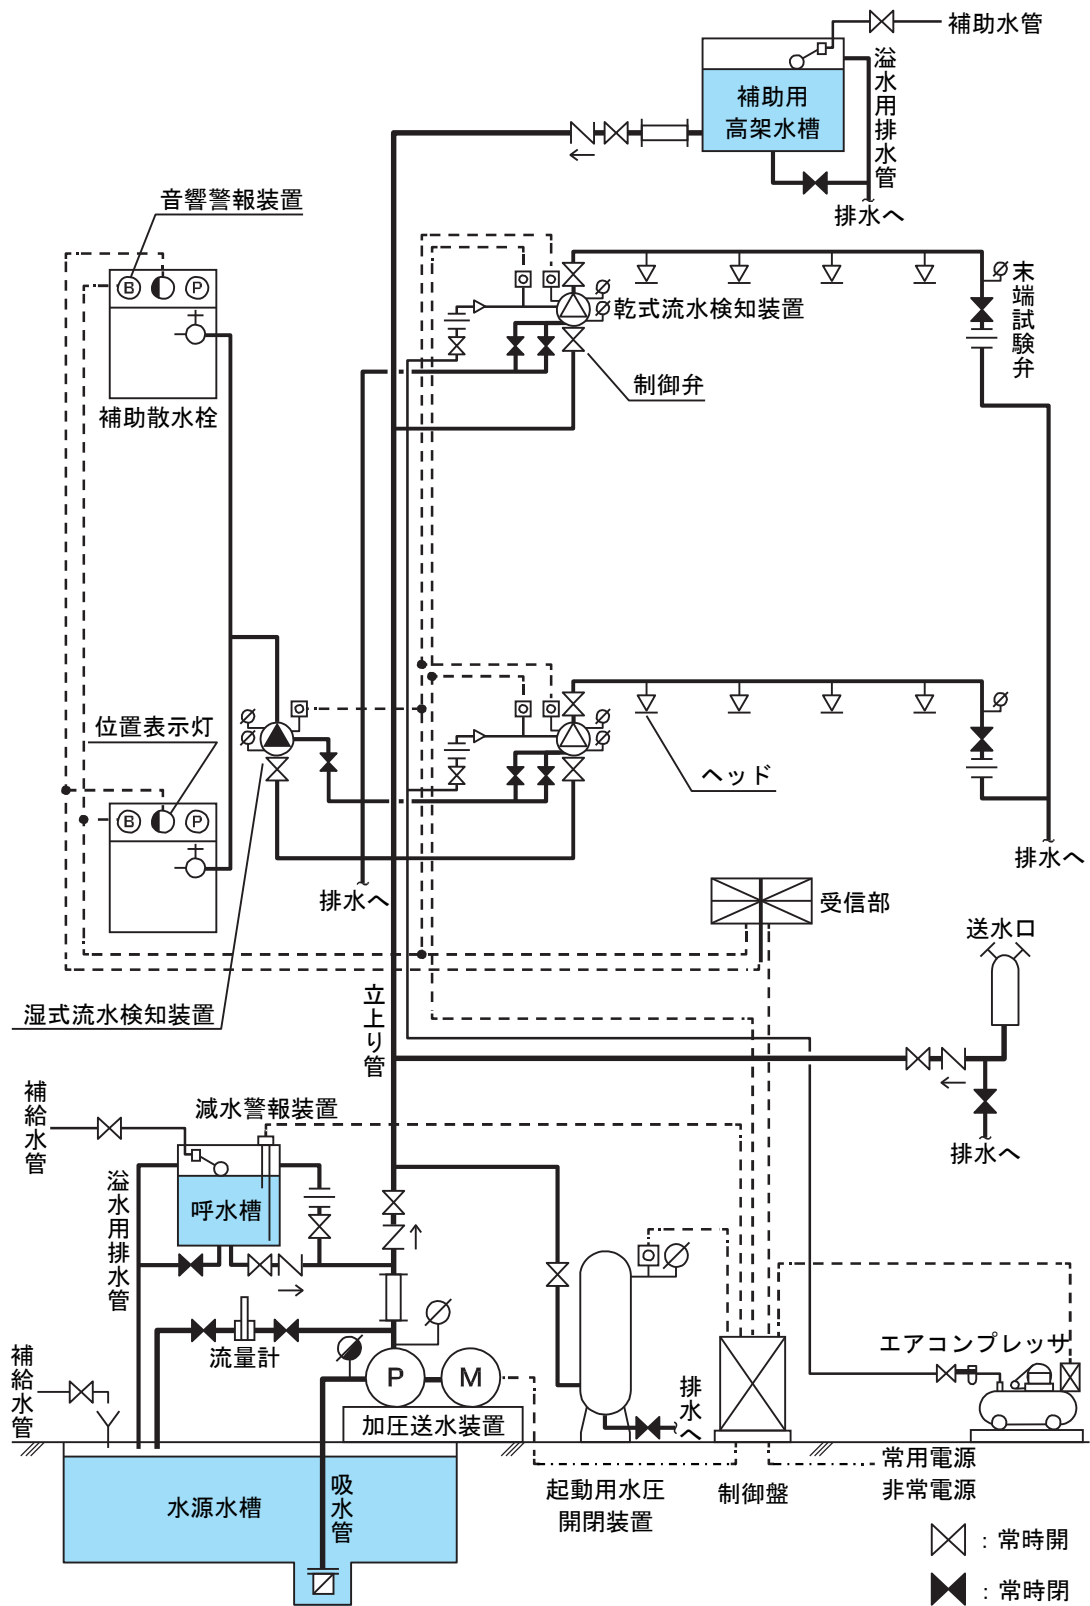 補助水管
溢水用排水管
補助用
高架水槽
排水へ
音響警報装置
B
P
補助散水栓
乾式流水検知装置
末端試験弁
制御弁
位置表示灯
B
P
ヘッド
排水へ
排水へ
受信部
送水口
湿式流水検知装置
立上り管
補給水管
減水警報装置
溢水用排水管
呼水槽
排水へ
流量計
エアコンプレッサ
補給水管
P
M
加圧送水装置
排水へ
吸水管
水源水槽
起動用水圧
開閉装置
制御盤
常用電源
非常電源
：常時開
：常時閉